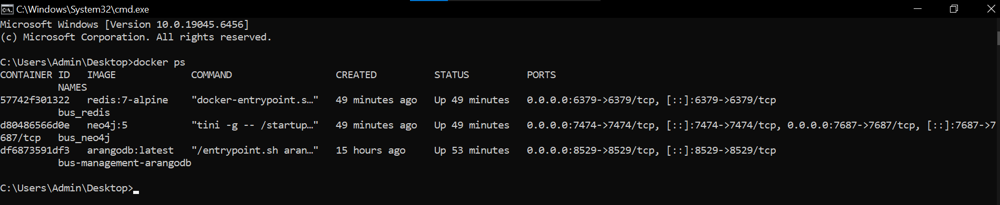 C:\Windows\System32\cmd.exe
Microsoft Windows [Version 10.0.19045.6456]
(c) Microsoft Corporation. All rights reserved.
C:\Users\Admin\Desktop>docker ps
CONTAINER ID   IMAGE             COMMAND                  CREATED          STATUS          PORTS
          NAMES
57742f301322   redis:7-alpine    "docker-entrypoint.s…"   49 minutes ago   Up 49 minutes   0.0.0.0:6379->6379/tcp, [::]:6379->6379/tcp
          bus_redis
d80486566d0e   neo4j:5           "tini -g -- /startup…"   49 minutes ago   Up 49 minutes   0.0.0.0:7474->7474/tcp, [::]:7474->7474/tcp, 0.0.0.0:7687->7687/tcp, [::]:7687->7
687/tcp   bus_neo4j
df6873591df3   arangodb:latest   "/entrypoint.sh aran…"   15 hours ago     Up 53 minutes   0.0.0.0:8529->8529/tcp, [::]:8529->8529/tcp
          bus-management-arangodb
C:\Users\Admin\Desktop>